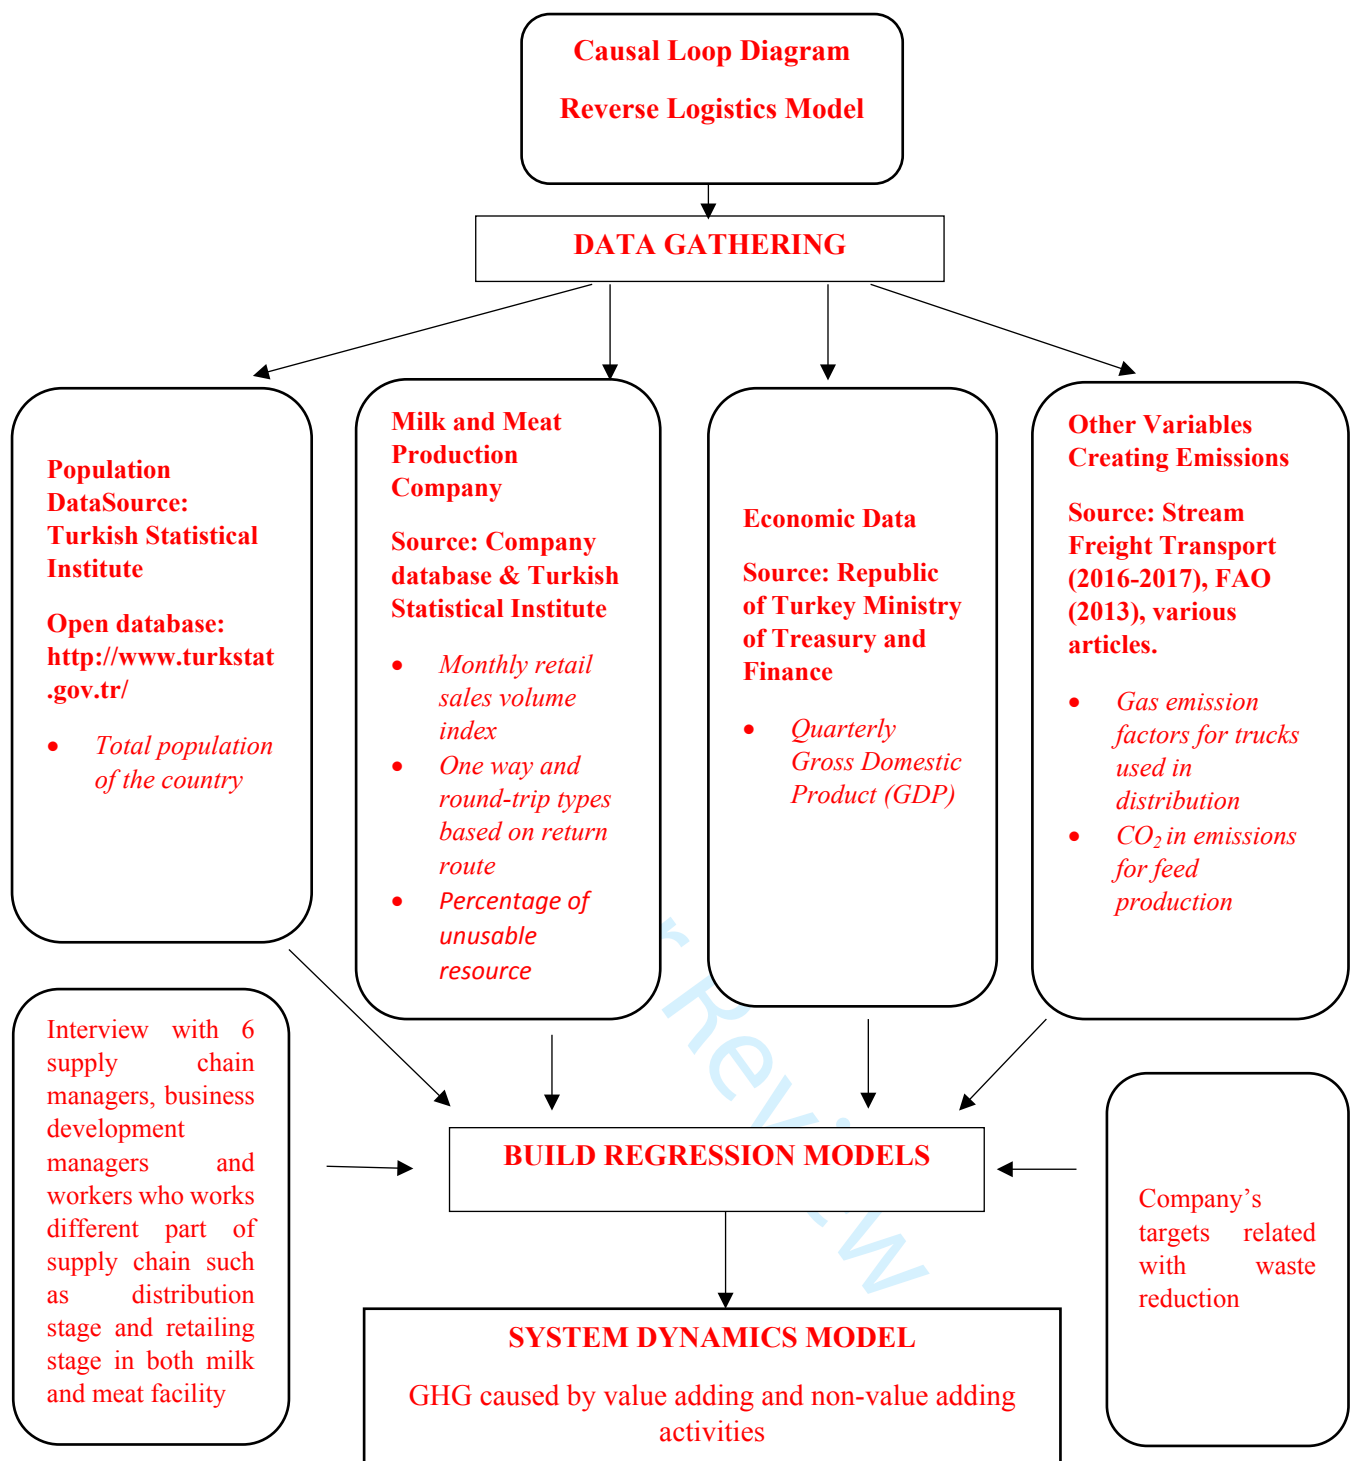 Causal Loop Diagram
Reverse Logistics Model
DATA GATHERING
Population
DataSource:
Turkish Statistical
Institute
Open database:
http://www.turkstat
.gov.tr/
• Total population
of the country
Milk and Meat
Production
Company
Source: Company
database & Turkish
Statistical Institute
• Monthly retail
sales volume
index
• One way and
round-trip types
based on return
route
• Percentage of
unusable
resource
Economic Data
Source: Republic
of Turkey Ministry
of Treasury and
Finance
• Quarterly
Gross Domestic
Product (GDP)
Other Variables
Creating Emissions
Source: Stream
Freight Transport
(2016-2017), FAO
(2013), various
articles.
• Gas emission
factors for trucks
used in
distribution
• CO2 in emissions
for feed
production
Interview with 6
supply chain
managers, business
development
managers and
workers who works
different part of
supply chain such
as distribution
stage and retailing
stage in both milk
and meat facility
BUILD REGRESSION MODELS
Company’s
targets related
with waste
reduction
SYSTEM DYNAMICS MODEL
GHG caused by value adding and non-value adding
activities
r Review